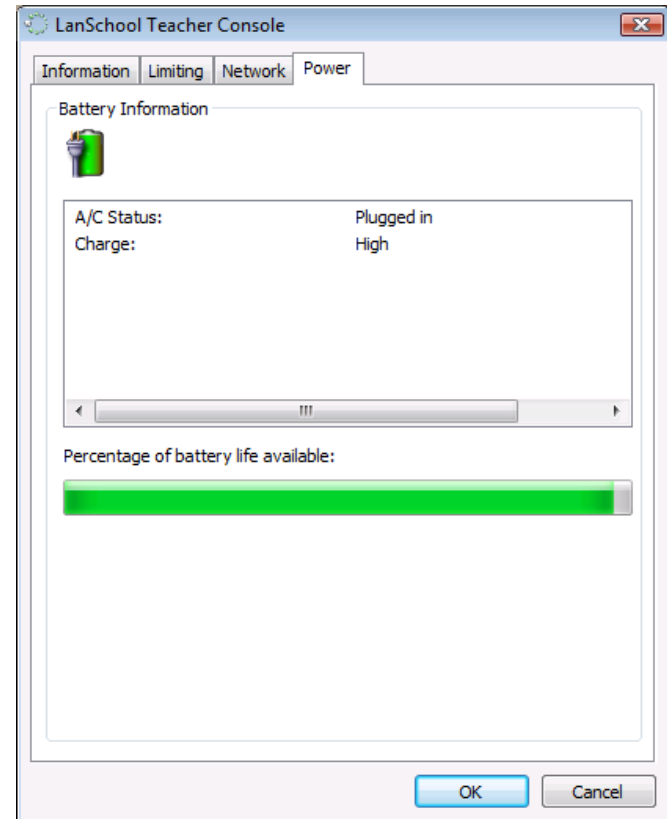 LanSchool Teacher Console
Information Limiting Network Power
Battery Information
A/C Status: Plugged in
Charge: High
Percentage of battery life available:
OK Cancel